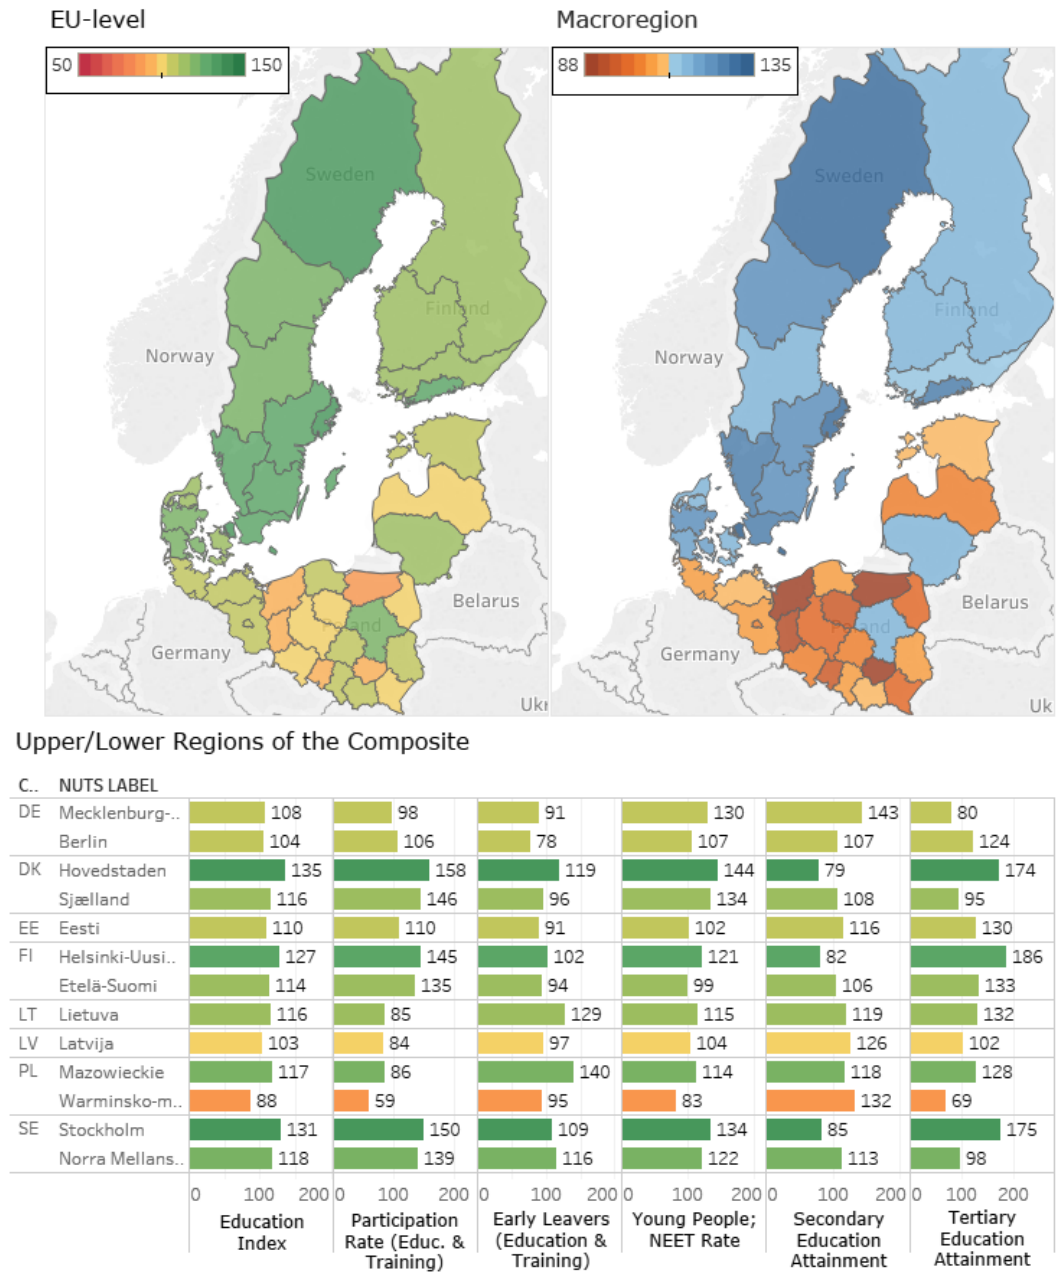 EU-level
Macroregion
50
150
88
135
Sweden
Sweden
Finland
Finland
Norway
Norway
Belarus
Belarus
Poland
Germany
Germany
Ukr
Uk
Upper/Lower Regions of the Composite
C.. NUTS LABEL
DE Mecklenburg-.. 108 98 91 130 143 80
Berlin 104 106 78 107 107 124
DK Hovedstaden 135 158 119 144 79 174
Sjælland 116 146 96 134 108 95
EE Eesti 110 110 91 102 116 130
FI Helsinki-Uusi.. 127 145 102 121 82 186
Etelä-Suomi 114 135 94 99 106 133
LT Lietuva 116 85 129 115 119 132
LV Latvija 103 84 97 104 126 102
PL Mazowieckie 117 86 140 114 118 128
Warminsko-m.. 88 59 95 83 132 69
SE Stockholm 131 150 109 134 85 175
Norra Mellans.. 118 139 116 122 113 98
0 100 200 0 100 200 0 100 200 0 100 200 0 100 200 0 100 200
Education
Index
Participation
Rate (Educ. &
Training)
Early Leavers
(Education &
Training)
Young People;
NEET Rate
Secondary
Education
Attainment
Tertiary
Education
Attainment